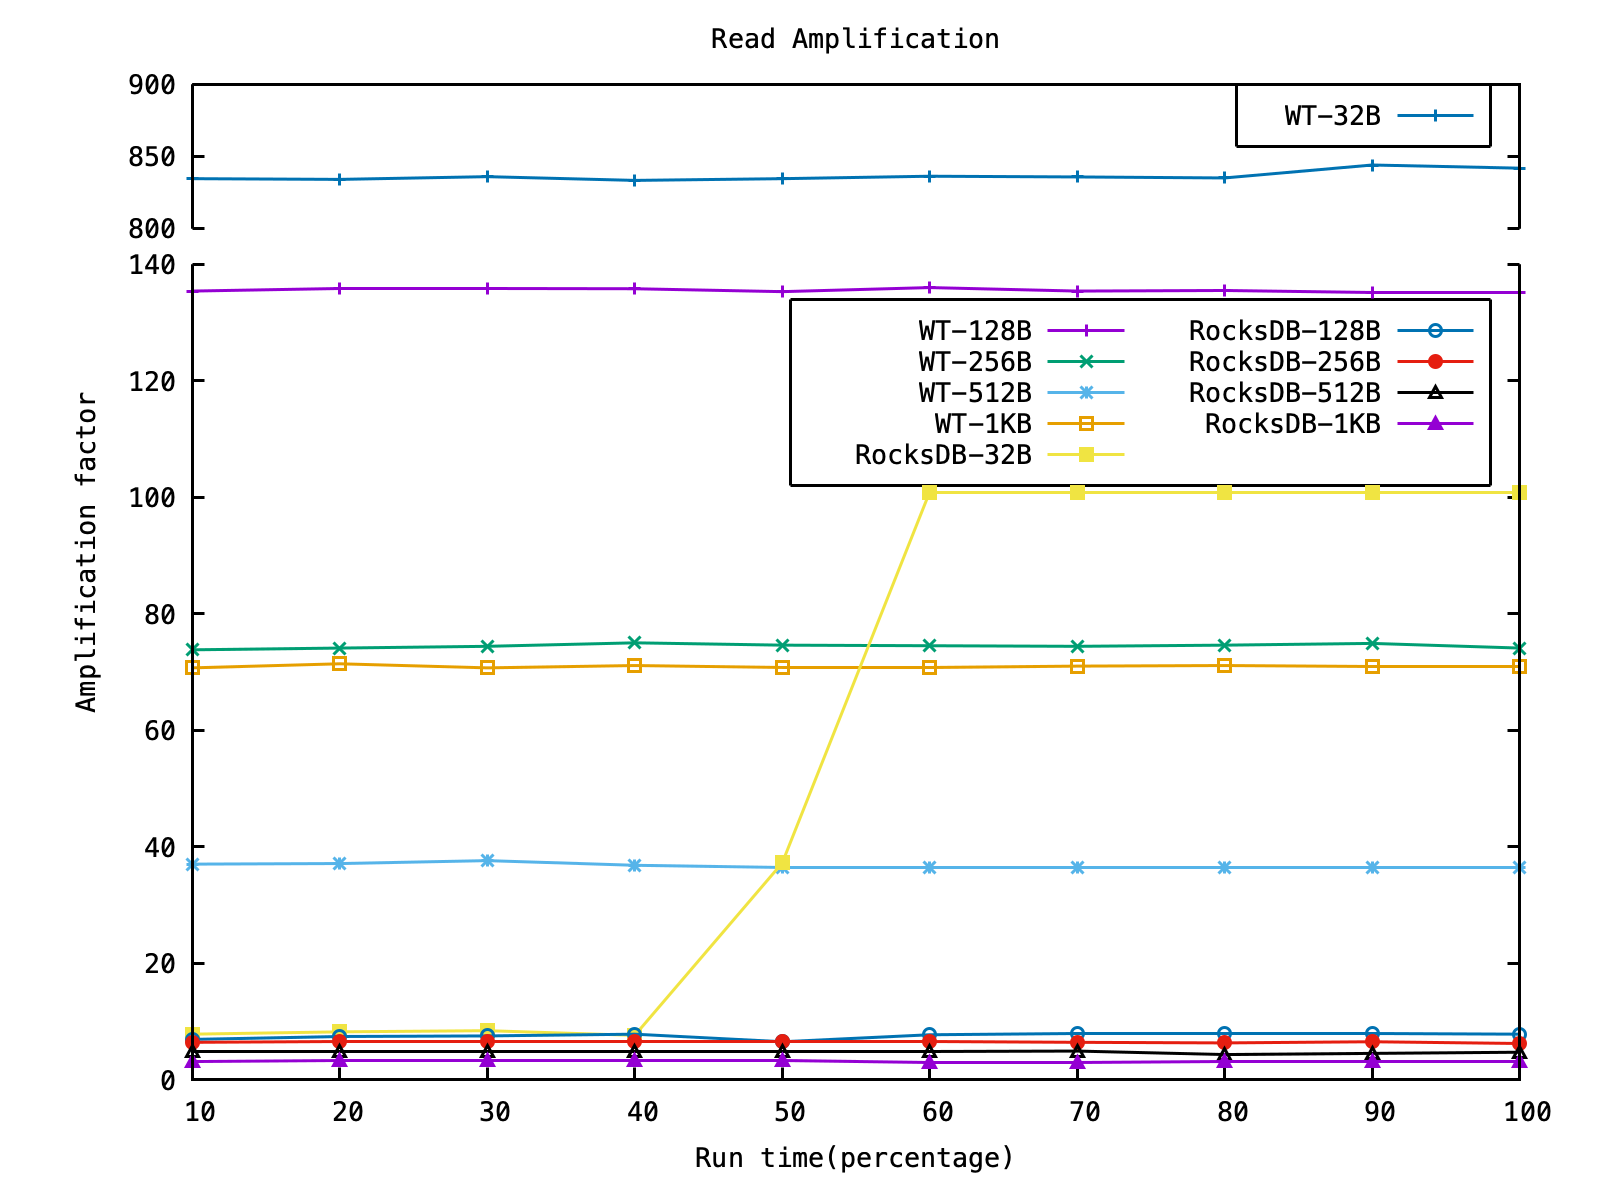 Read Amplification
900
850
800
WT-32B
140
120
100
80
60
40
20
0
Amplification factor
WT-128B RocksDB-128B
WT-256B RocksDB-256B
WT-512B RocksDB-512B
WT-1KB RocksDB-1KB
RocksDB-32B
10 20 30 40 50 60 70 80 90 100
Run time(percentage)